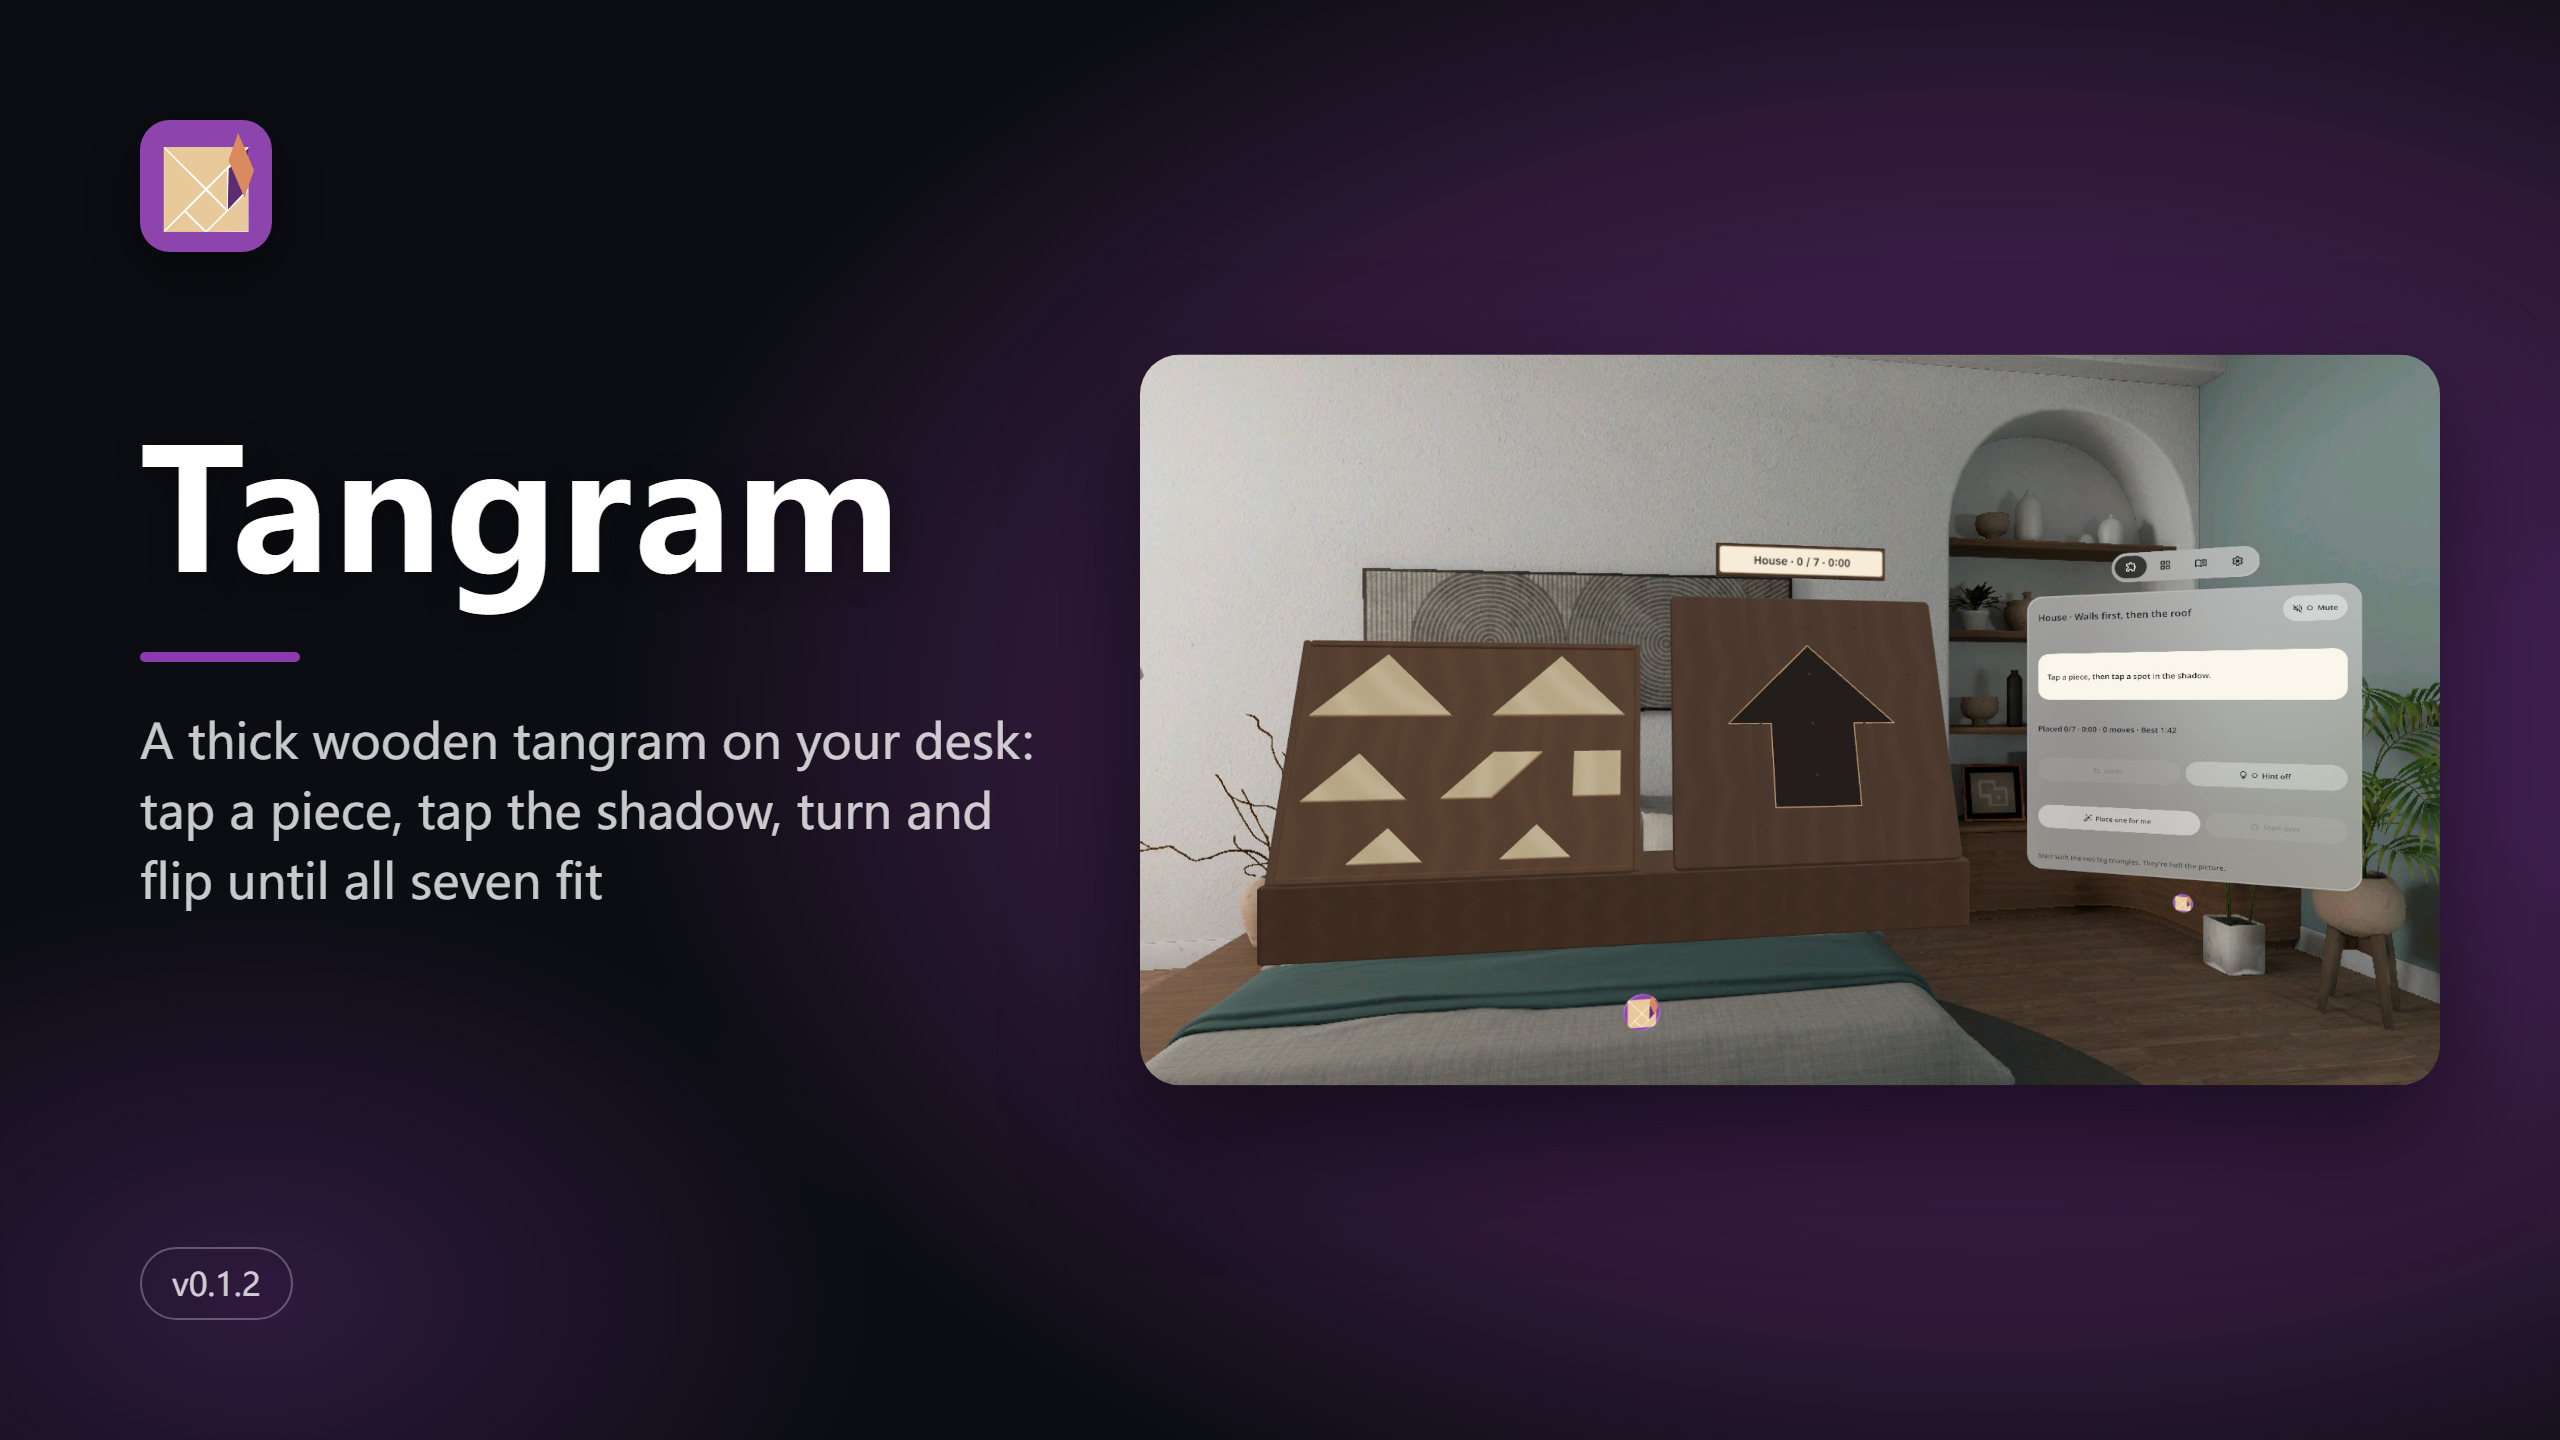 Tangram
A thick wooden tangram on your desk:
tap a piece, tap the shadow, turn and
flip until all seven fit
v0.1.2
House · 0 / 7 · 0:00
House · Walls first, then the roof
Mute
Tap a piece, then tap a spot in the shadow.
Placed 0/7 · 0:00 · 0 moves · Best 1:42
Undo
Hint off
Place one for me
Start over
Start with the two big triangles. They're half the picture.